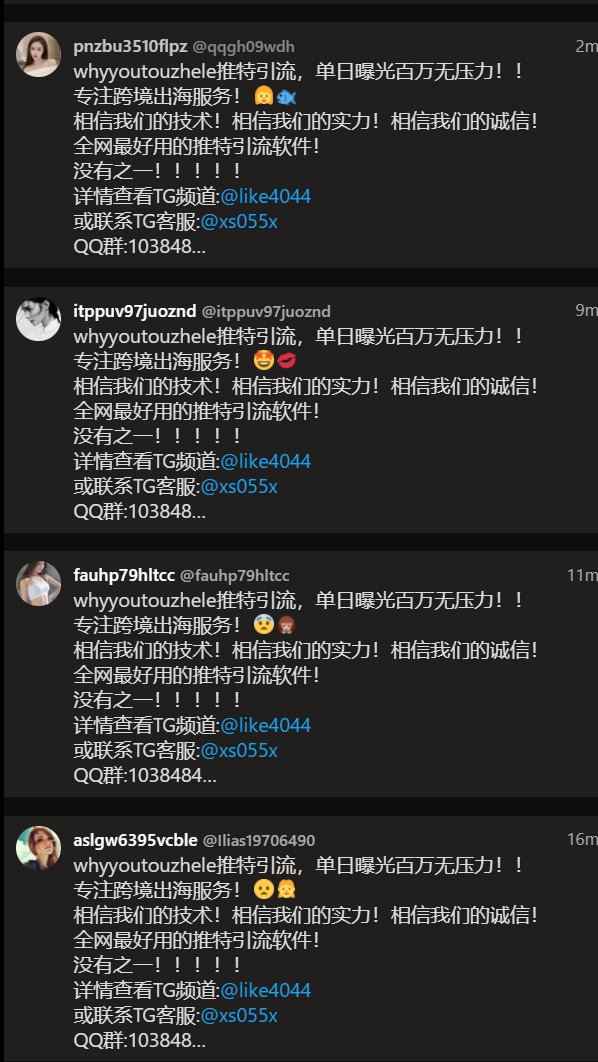 pnzbu3510flpz @qqgh09wdh 2m
whyyoutouzhele推特引流，单日曝光百万无压力！！
专注跨境出海服务！👩🐟
相信我们的技术！相信我们的实力！相信我们的诚信！
全网最好用的推特引流软件！
没有之一！！！！！
详情查看TG频道:@like4044
或联系TG客服:@xs055x
QQ群:103848...
itppuv97juoznd @itppuv97juoznd 9m
whyyoutouzhele推特引流，单日曝光百万无压力！！
专注跨境出海服务！🤩💋
相信我们的技术！相信我们的实力！相信我们的诚信！
全网最好用的推特引流软件！
没有之一！！！！！
详情查看TG频道:@like4044
或联系TG客服:@xs055x
QQ群:103848...
fauhp79hltcc @fauhp79hltcc 11m
whyyoutouzhele推特引流，单日曝光百万无压力！！
专注跨境出海服务！😨
相信我们的技术！相信我们的实力！相信我们的诚信！
全网最好用的推特引流软件！
没有之一！！！！！
详情查看TG频道:@like4044
或联系TG客服:@xs055x
QQ群:1038484...
aslgw6395vcble @Ilias19706490 16m
whyyoutouzhele推特引流，单日曝光百万无压力！！
专注跨境出海服务！😦👧
相信我们的技术！相信我们的实力！相信我们的诚信！
全网最好用的推特引流软件！
没有之一！！！！！
详情查看TG频道:@like4044
或联系TG客服:@xs055x
QQ群:103848...